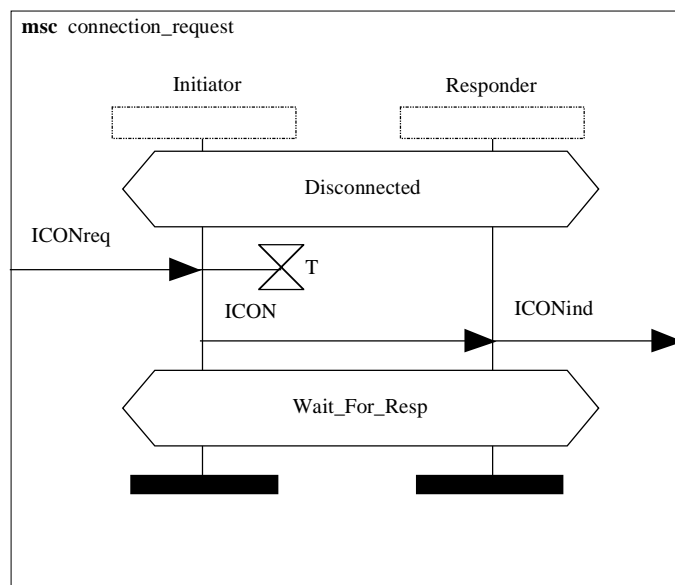 msc connection_request
Initiator
Responder
Disconnected
ICONreq
T
ICON
ICONind
Wait_For_Resp